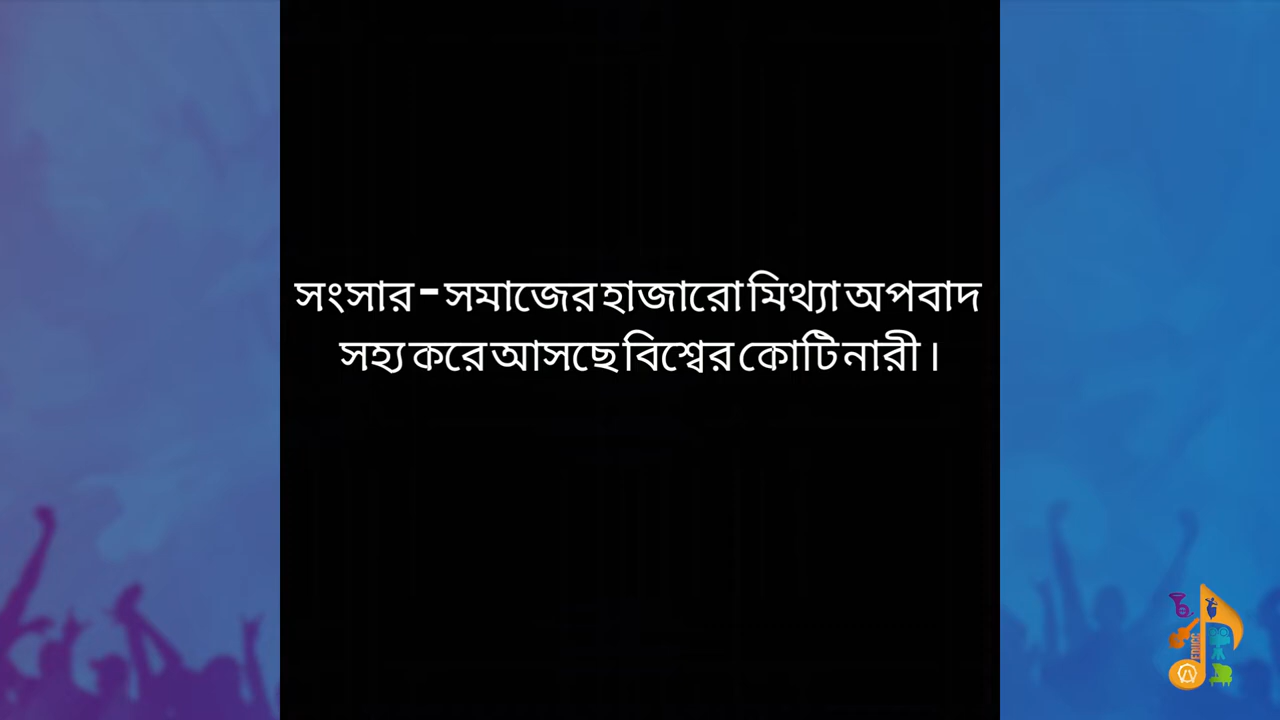 সংসার - সমাজের হাজারো মিথ্যা অপবাদ
সহ্য করে আসছে বিশ্বের কোটি নারী।